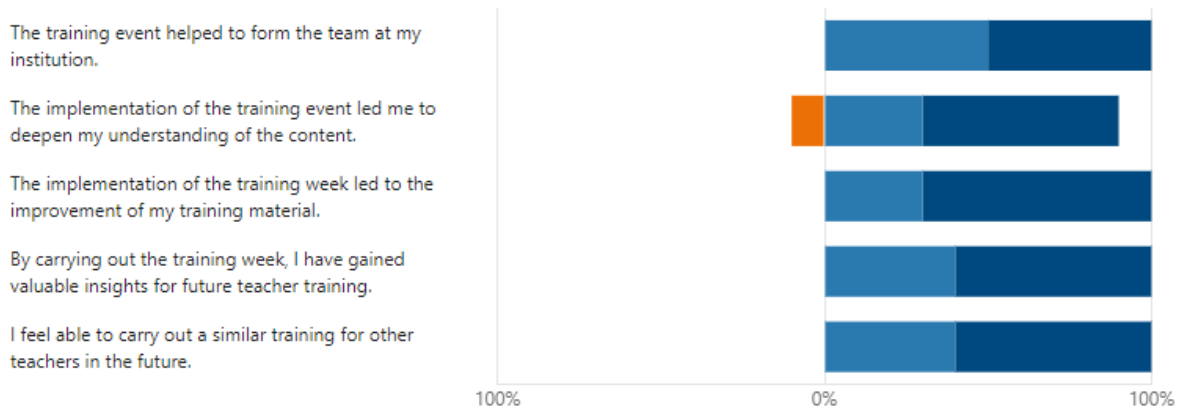 The training event helped to form the team at my
institution.
The implementation of the training event led me to
deepen my understanding of the content.
The implementation of the training week led to the
improvement of my training material.
By carrying out the training week, I have gained
valuable insights for future teacher training.
I feel able to carry out a similar training for other
teachers in the future.
100% 0% 100%